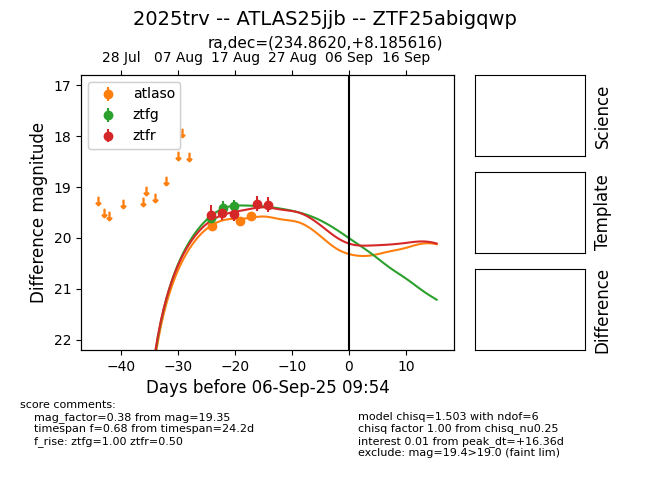 2025trv -- ATLAS25jjb -- ZTF25abigqwp
ra,dec=(234.8620,+8.185616)
28 Jul 07 Aug 17 Aug 27 Aug 06 Sep 16 Sep
17
18
19
20
21
22
Difference magnitude
atlaso
ztfg
ztfr
−40 −30 −20 −10 0 10
Days before 06-Sep-25 09:54
Science
Template
Difference
score comments:
mag_factor=0.38 from mag=19.35
timespan f=0.68 from timespan=24.2d
f_rise: ztfg=1.00 ztfr=0.50
model chisq=1.503 with ndof=6
chisq factor 1.00 from chisq_nu0.25
interest 0.01 from peak_dt=+16.36d
exclude: mag=19.4>19.0 (faint lim)